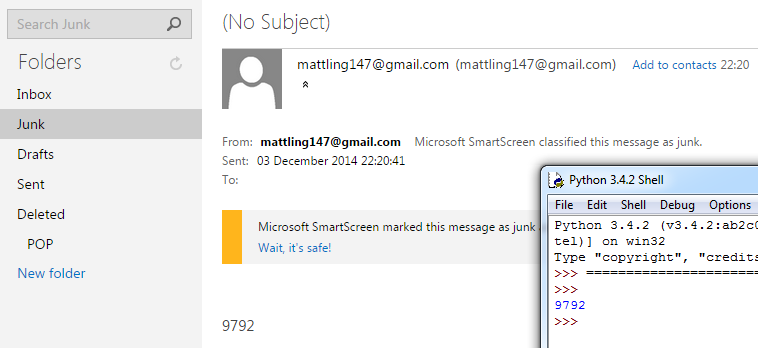 Search Junk
Folders
Inbox
Junk
Drafts
Sent
Deleted
POP
New folder
(No Subject)
mattling147@gmail.com (mattling147@gmail.com) Add to contacts 22:20
From: mattling147@gmail.com Microsoft SmartScreen classified this message as junk.
Sent: 03 December 2014 22:20:41
To:
Microsoft SmartScreen marked this message as junk
Wait, it's safe!
9792
Python 3.4.2 Shell
File Edit Shell Debug Options
Python 3.4.2 (v3.4.2:ab2c0
tel)] on win32
Type "copyright", "credits
>>> =======================
>>>
9792
>>>